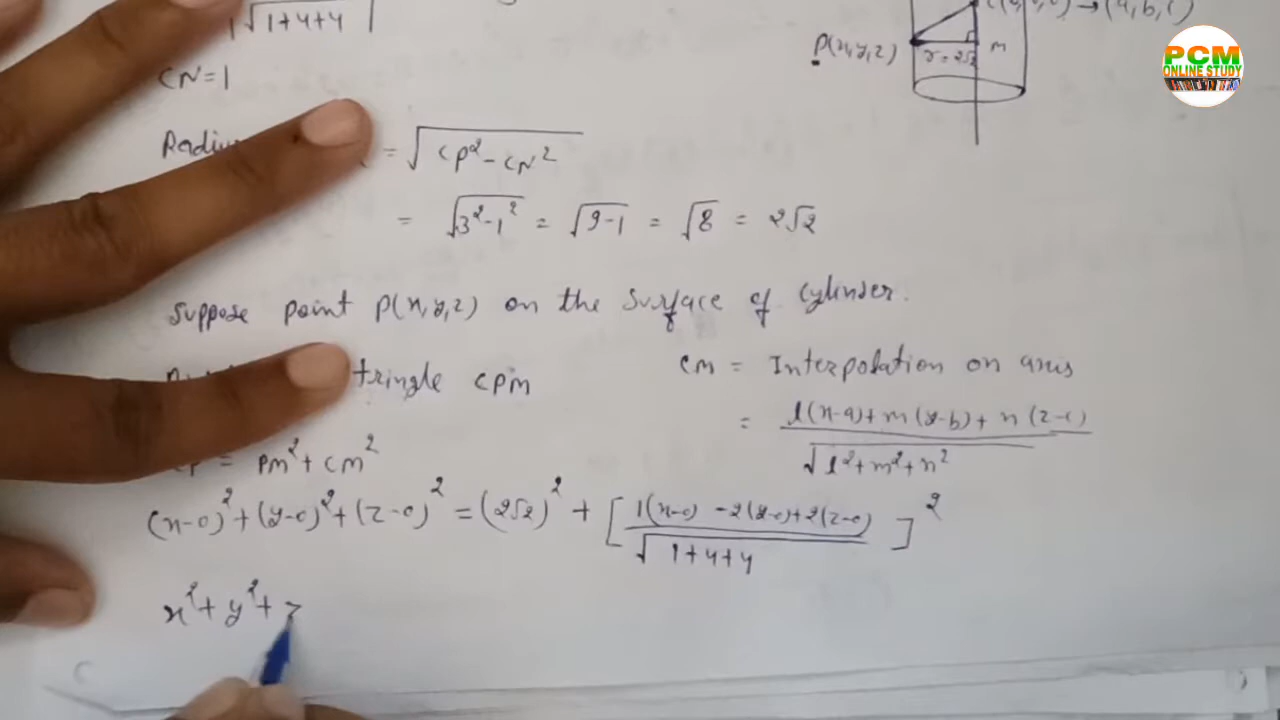 √1+4+4
→(a,b,c)
P(x,y,z)
m
r=2√2
PCM
ONLINE STUDY
CN=1
= √CP²-CN²
= √3²-1² = √9-1 = √8 = 2√2
Suppose point P(x,y,z) on the surface of cylinder.
tringle CPM
CM = Interpolation on axis
= l(x-a)+m(y-b)+n(z-c)
√l²+m²+n²
= PM²+CM²
(x-0)²+(y-0)²+(z-0)² = (2√2)² + [1(x-0) -2(y-0)+2(z-0) / √1+4+4]²
x²+y²+z